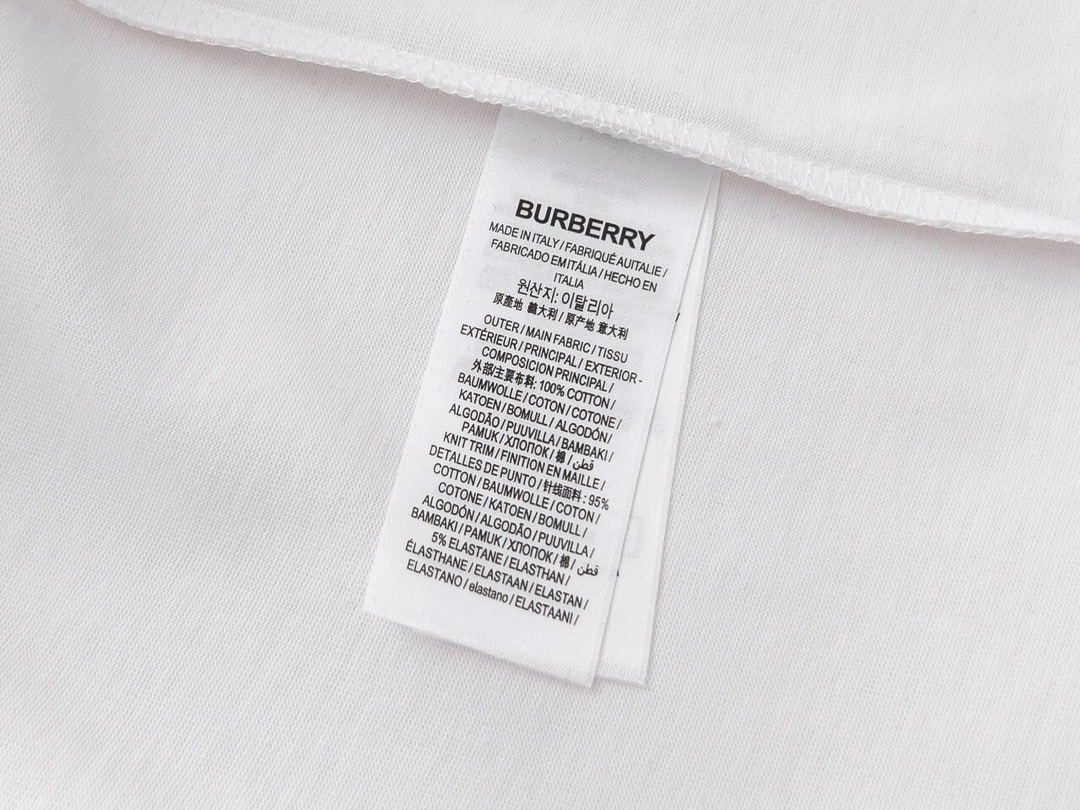 BURBERRY
MADE IN ITALY / FABRIQUÉ AUITALIE /
FABRICADO EMITÁLIA / HECHO EN
ITALIA
원산지: 이탈리아
原產地 義大利 / 原产地 意大利
OUTER / MAIN FABRIC / TISSU
EXTÉRIEUR / PRINCIPAL / EXTERIOR -
COMPOSICION PRINCIPAL /
外部/主要布料: 100% COTTON /
BAUMWOLLE / COTON / COTONE /
KATOEN / BOMULL / ALGODÓN /
ALGODÃO / PUUVILLA / BAMBAKI /
PAMUK / ХЛОПОК / 棉 / قطن
KNIT TRIM / FINITION EN MAILLE /
DETALLES DE PUNTO / 针线面料 : 95%
COTTON / BAUMWOLLE / COTON /
COTONE / KATOEN / BOMULL /
ALGODÓN / ALGODÃO / PUUVILLA /
BAMBAKI / PAMUK / ХЛОПОК / 棉 / قطن
5% ELASTANE / ELASTHAN /
ÉLASTHANE / ELASTAAN / ELASTAN /
ELASTANO / elastano / ELASTAANI /